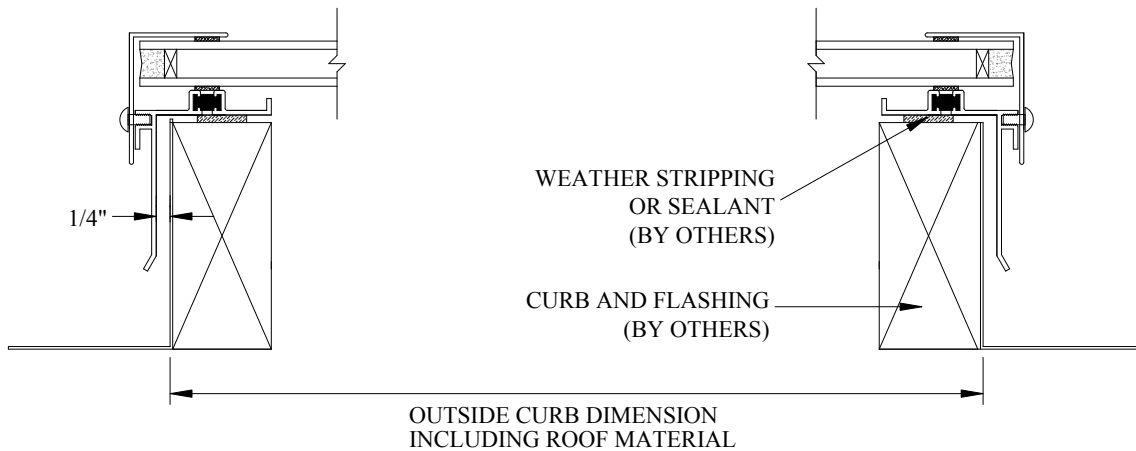 WEATHER STRIPPING
OR SEALANT
(BY OTHERS)
1/4"
CURB AND FLASHING
(BY OTHERS)
OUTSIDE CURB DIMENSION
INCLUDING ROOF MATERIAL